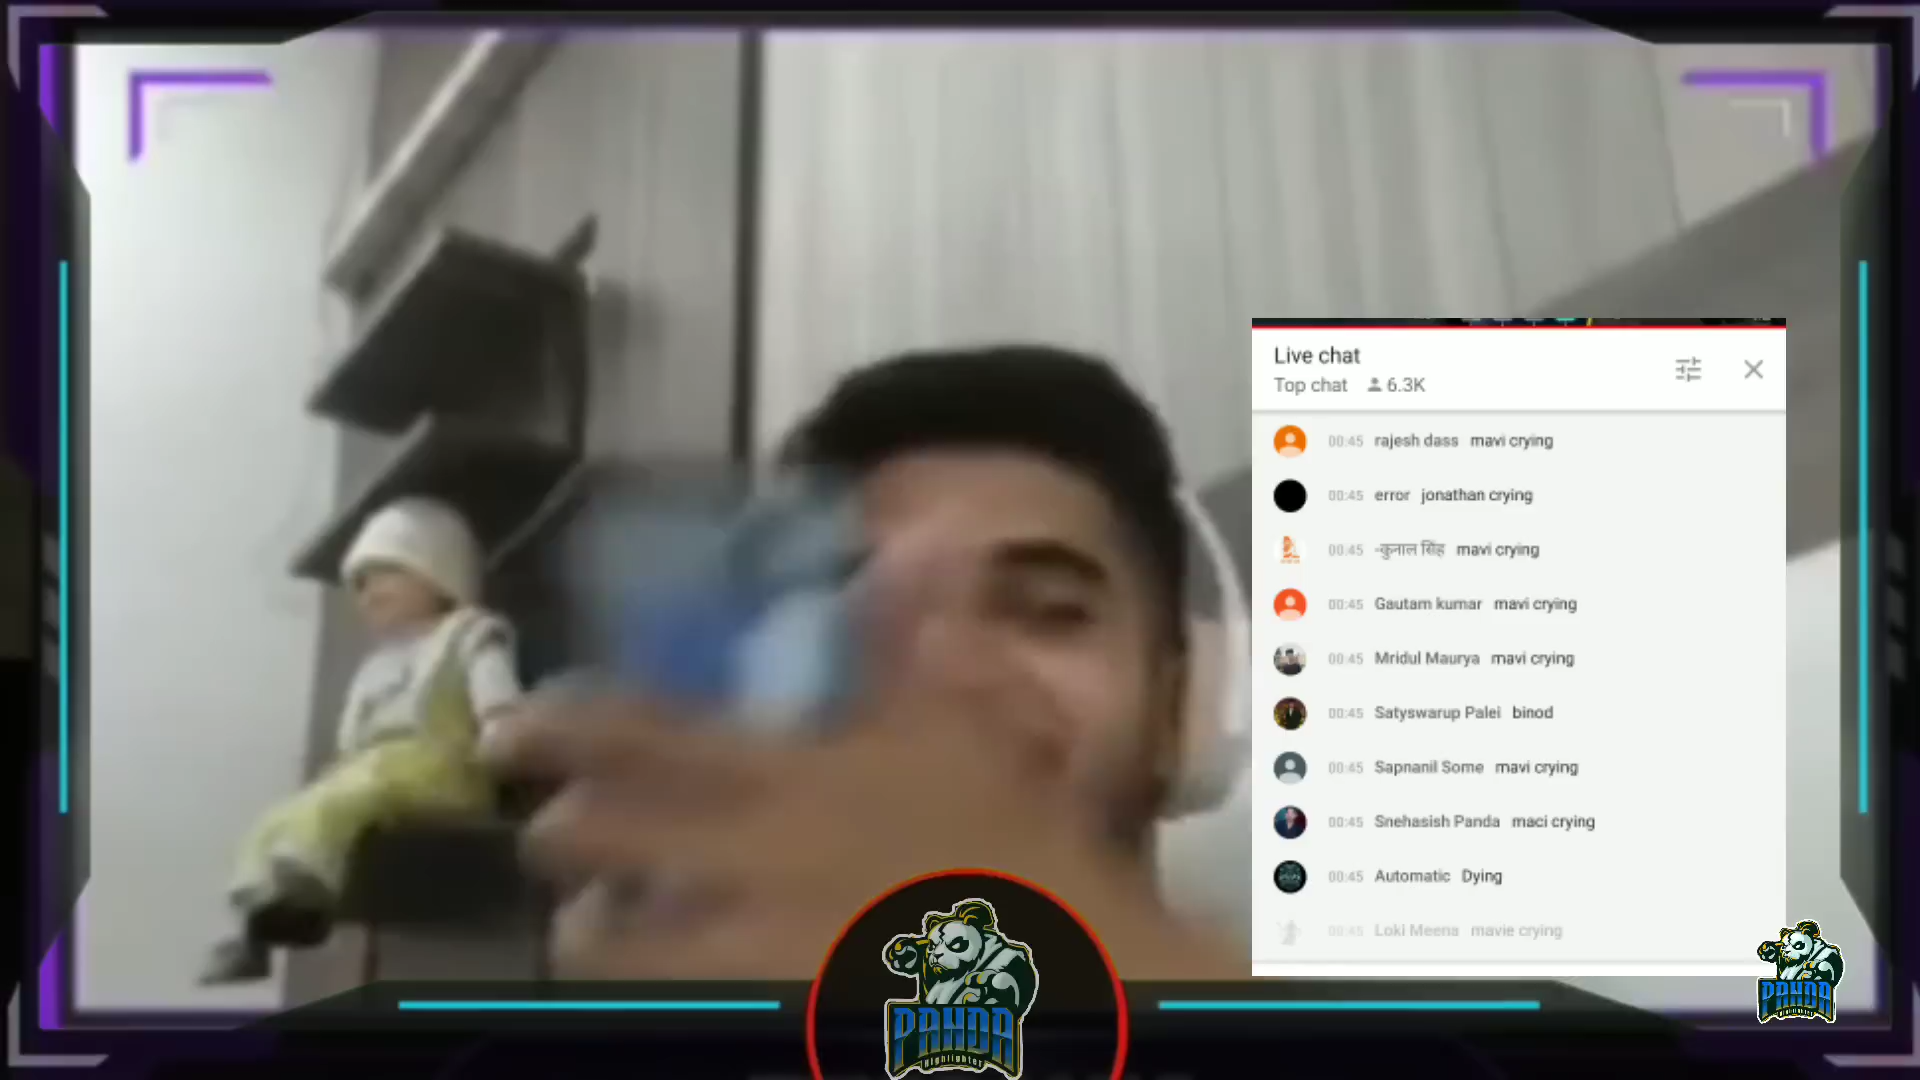 Live chat
Top chat 6.3K
00:45 rajesh dass mavi crying
00:45 error jonathan crying
00:45 -कुनाल सिंह mavi crying
00:45 Gautam kumar mavi crying
00:45 Mridul Maurya mavi crying
00:45 Satyswarup Palei binod
00:45 Sapnanil Some mavi crying
00:45 Snehasish Panda maci crying
00:45 Automatic Dying
00:45 Loki Meena mavie crying
PANDA
Highlighter
PANDA
Highlighter